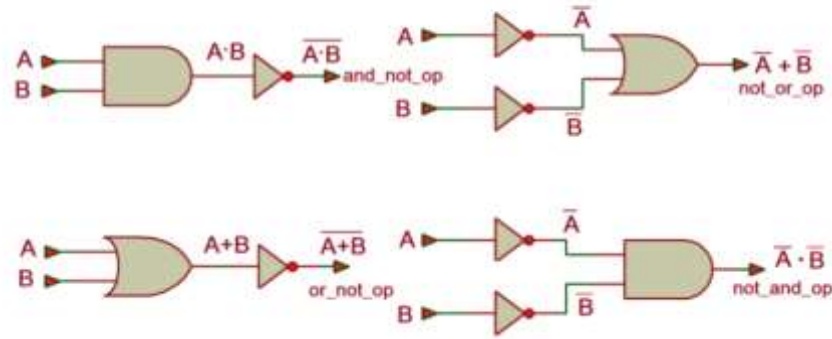 A
B
A·B
A̅·̅B̅
and_not_op
A
B
A̅
B̅
A̅ + B̅
not_or_op
A
B
A+B
A̅+̅B̅
or_not_op
A
B
A̅
B̅
A̅ · B̅
not_and_op